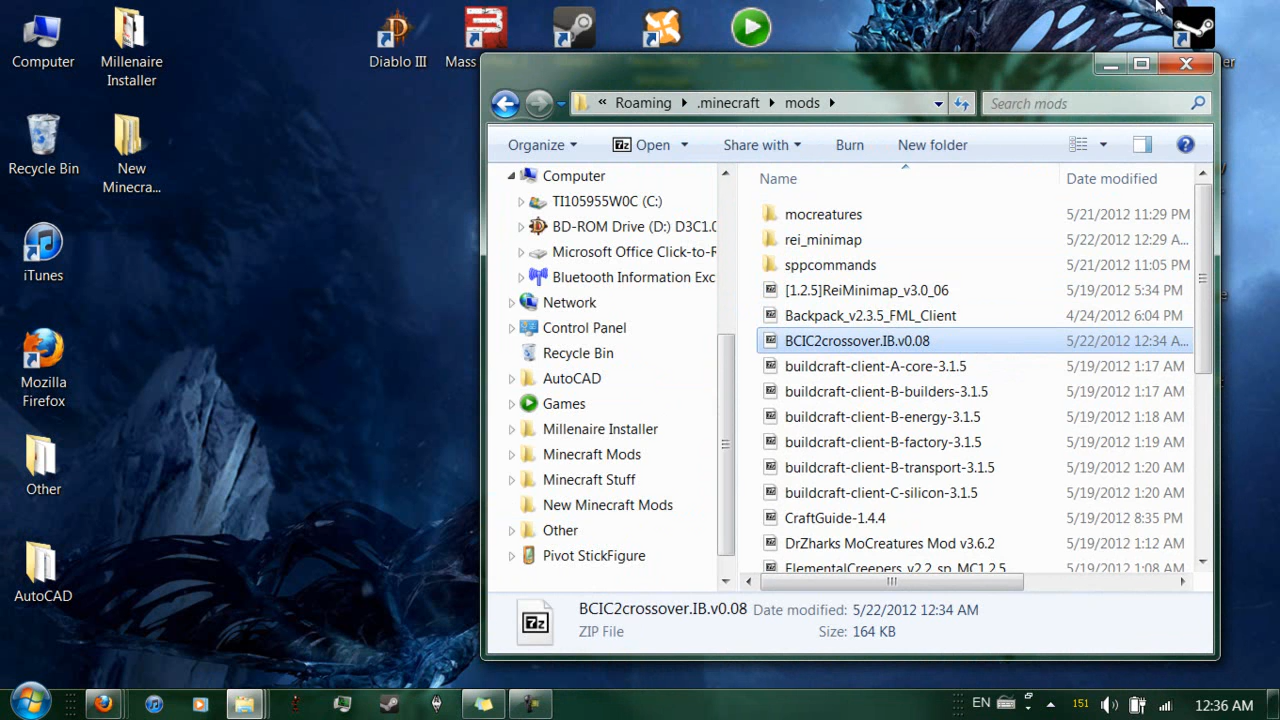 Computer
Millenaire
Installer
Recycle Bin
New
Minecra...
iTunes
Mozilla
Firefox
Other
AutoCAD
Diablo III
Mass
« Roaming .minecraft mods
Search mods
Organize Open Share with Burn New folder
Computer
TI105955W0C (C:)
BD-ROM Drive (D:) D3C1.0
Microsoft Office Click-to-R
Bluetooth Information Exc
Network
Control Panel
Recycle Bin
AutoCAD
Games
Millenaire Installer
Minecraft Mods
Minecraft Stuff
New Minecraft Mods
Other
Pivot StickFigure
Name Date modified
mocreatures 5/21/2012 11:29 PM
rei_minimap 5/22/2012 12:29 A...
sppcommands 5/21/2012 11:05 PM
[1.2.5]ReiMinimap_v3.0_06 5/19/2012 5:34 PM
Backpack_v2.3.5_FML_Client 4/24/2012 6:04 PM
BCIC2crossover.IB.v0.08 5/22/2012 12:34 A...
buildcraft-client-A-core-3.1.5 5/19/2012 1:17 AM
buildcraft-client-B-builders-3.1.5 5/19/2012 1:17 AM
buildcraft-client-B-energy-3.1.5 5/19/2012 1:18 AM
buildcraft-client-B-factory-3.1.5 5/19/2012 1:19 AM
buildcraft-client-B-transport-3.1.5 5/19/2012 1:20 AM
buildcraft-client-C-silicon-3.1.5 5/19/2012 1:20 AM
CraftGuide-1.4.4 5/19/2012 8:35 PM
DrZharks MoCreatures Mod v3.6.2 5/19/2012 1:12 AM
ElementalCreepers_v2.2_sp_MC1.2.5 5/19/2012 1:08 AM
7z
BCIC2crossover.IB.v0.08 Date modified: 5/22/2012 12:34 AM
ZIP File Size: 164 KB
EN 151 12:36 AM